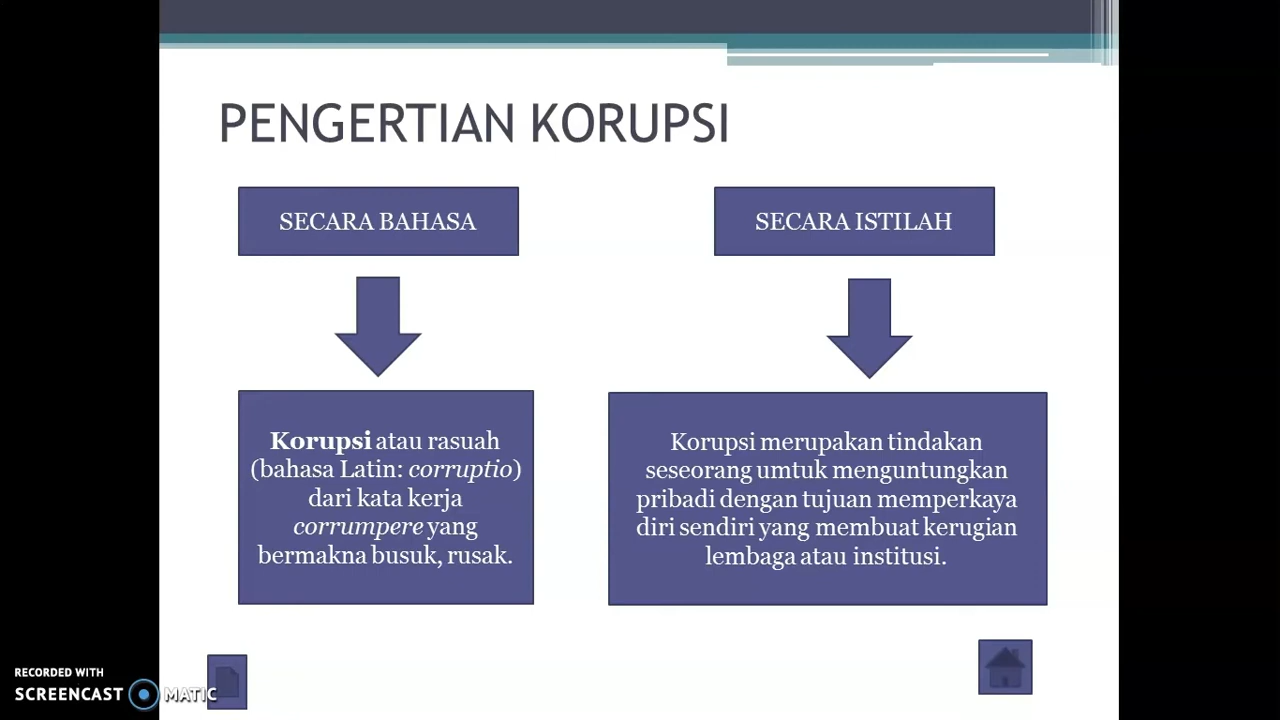 PENGERTIAN KORUPSI
SECARA BAHASA
SECARA ISTILAH
Korupsi atau rasuah
(bahasa Latin: corruptio)
dari kata kerja
corrumpere yang
bermakna busuk, rusak.
Korupsi merupakan tindakan
seseorang umtuk menguntungkan
pribadi dengan tujuan memperkaya
diri sendiri yang membuat kerugian
lembaga atau institusi.
RECORDED WITH
SCREENCAST MATIC